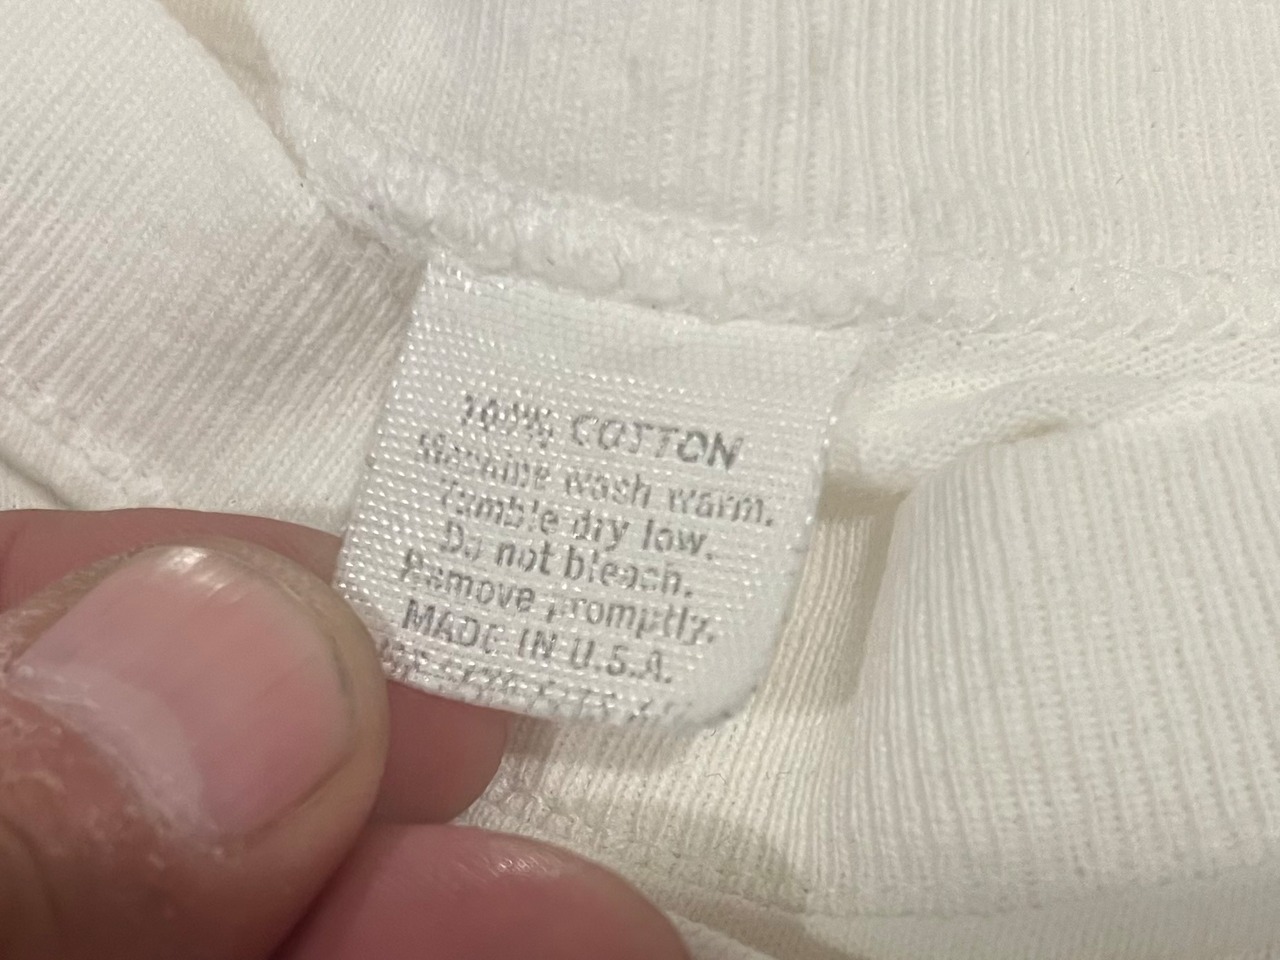 100% COTTON
Machine wash warm.
Tumble dry low.
Do not bleach.
Remove promptly.
MADE IN U.S.A.